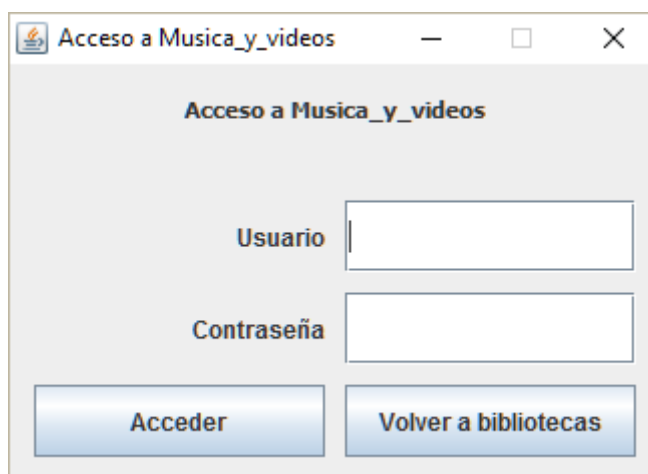 Acceso a Musica_y_videos
Acceso a Musica_y_videos
Usuario
Contraseña
Acceder
Volver a bibliotecas